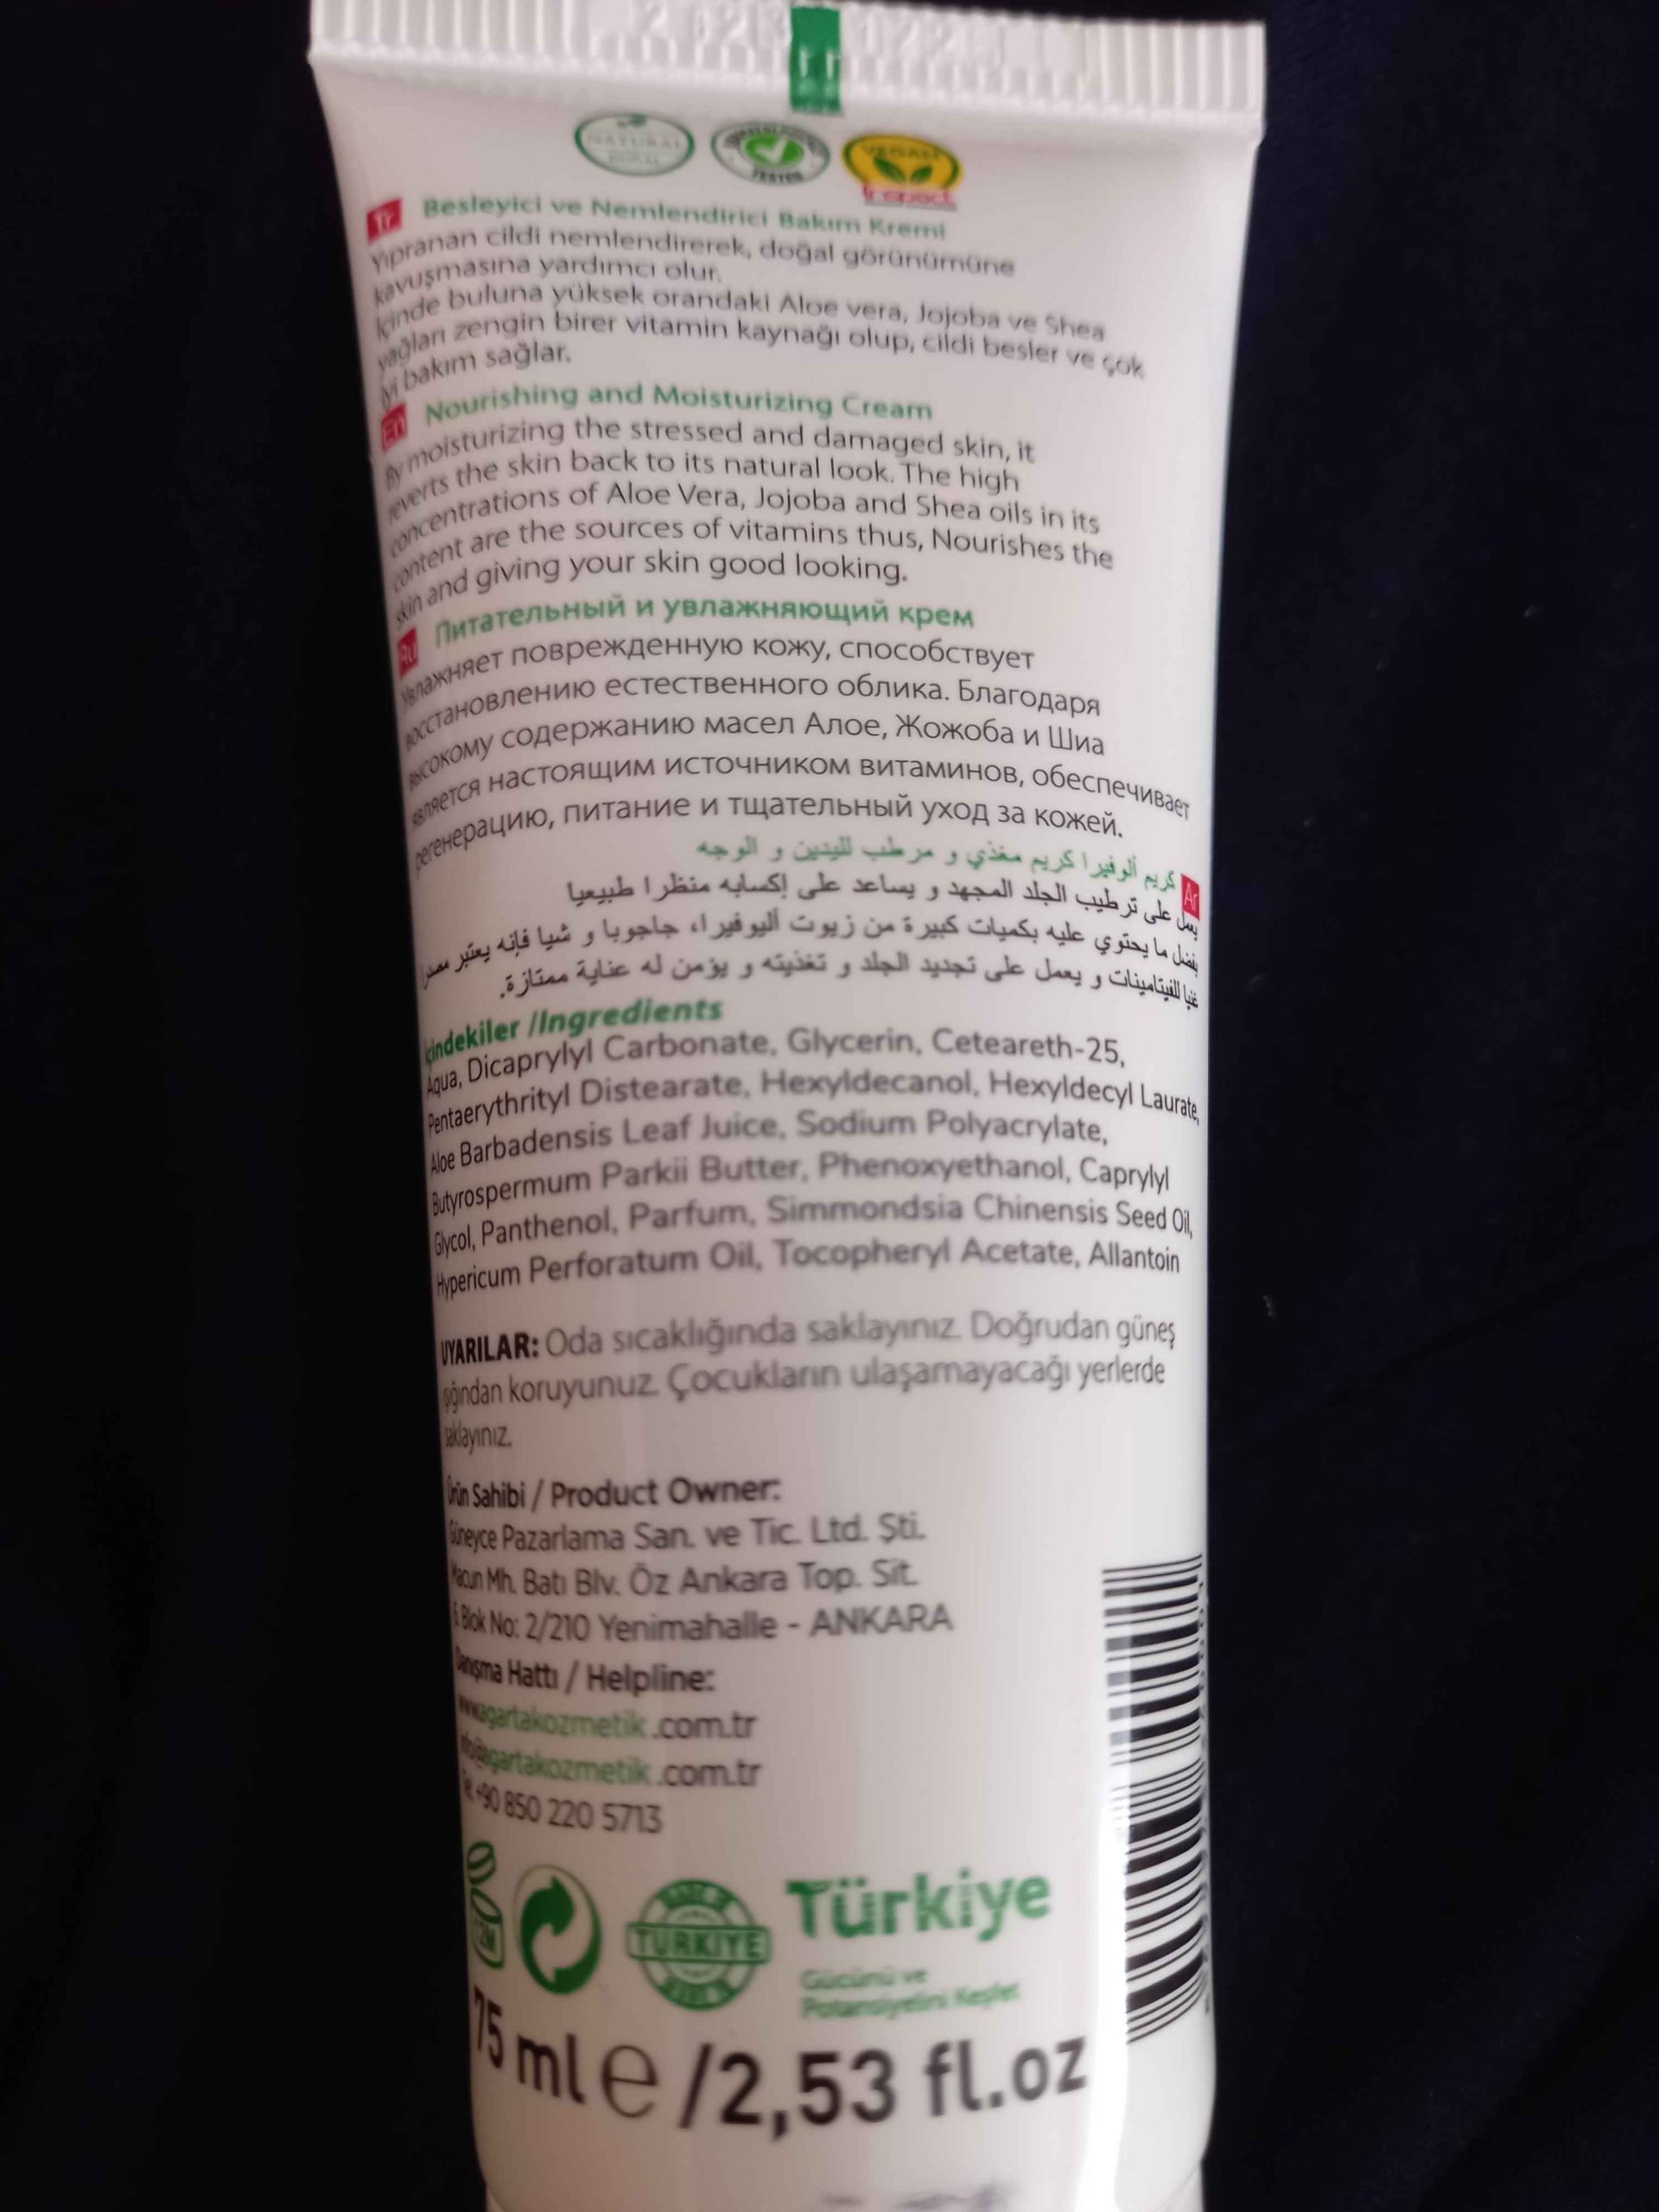 NATURAL
TESTED
VEGAN
Inspect
Tr Besleyici ve Nemlendirici Bakım Kremi
Yıpranan cildi nemlendirerek, doğal görünümüne
kavuşmasına yardımcı olur.
İçinde buluna yüksek orandaki Aloe vera, Jojoba ve Shea
yağları zengin birer vitamin kaynağı olup, cildi besler ve çok
iyi bakım sağlar.
En Nourishing and Moisturizing Cream
By moisturizing the stressed and damaged skin, it
reverts the skin back to its natural look. The high
concentrations of Aloe Vera, Jojoba and Shea oils in its
content are the sources of vitamins thus, Nourishes the
skin and giving your skin good looking.
Ru Питательный и увлажняющий крем
Увлажняет поврежденную кожу, способствует
восстановлению естественного облика. Благодаря
высокому содержанию масел Алое, Жожоба и Шиа
является настоящим источником витаминов, обеспечивает
регенерацию, питание и тщательный уход за кожей.
Ar كريم ألوفيرا كريم مغذي و مرطب لليدين و الوجه
يعمل على ترطيب الجلد المجهد و يساعد على إكسابه منظرا طبيعيا
بفضل ما يحتوي عليه بكميات كبيرة من زيوت أليوفيرا، جاجوبا و شيا فإنه يعتبر مصدرا
غنيا للفيتامينات و يعمل على تجديد الجلد و تغذيته و يؤمن له عناية ممتازة.
İçindekiler /Ingredients
Aqua, Dicaprylyl Carbonate, Glycerin, Ceteareth-25,
Pentaerythrityl Distearate, Hexyldecanol, Hexyldecyl Laurate,
Aloe Barbadensis Leaf Juice, Sodium Polyacrylate,
Butyrospermum Parkii Butter, Phenoxyethanol, Caprylyl
Glycol, Panthenol, Parfum, Simmondsia Chinensis Seed Oil,
Hypericum Perforatum Oil, Tocopheryl Acetate, Allantoin
UYARILAR: Oda sıcaklığında saklayınız. Doğrudan güneş
ışığından koruyunuz. Çocukların ulaşamayacağı yerlerde
saklayınız.
Ürün Sahibi / Product Owner:
Güneyce Pazarlama San. ve Tic. Ltd. Şti.
Macun Mh. Batı Blv. Öz Ankara Top. Sit.
Blok No: 2/210 Yenimahalle - ANKARA
Danışma Hattı / Helpline:
www.agartakozmetik.com.tr
info@agartakozmetik.com.tr
Tel: +90 850 220 5713
12M
TURKIYE
Türkiye
Gücünü ve
Potansiyelini Keşfet
75 ml e /2,53 fl.oz